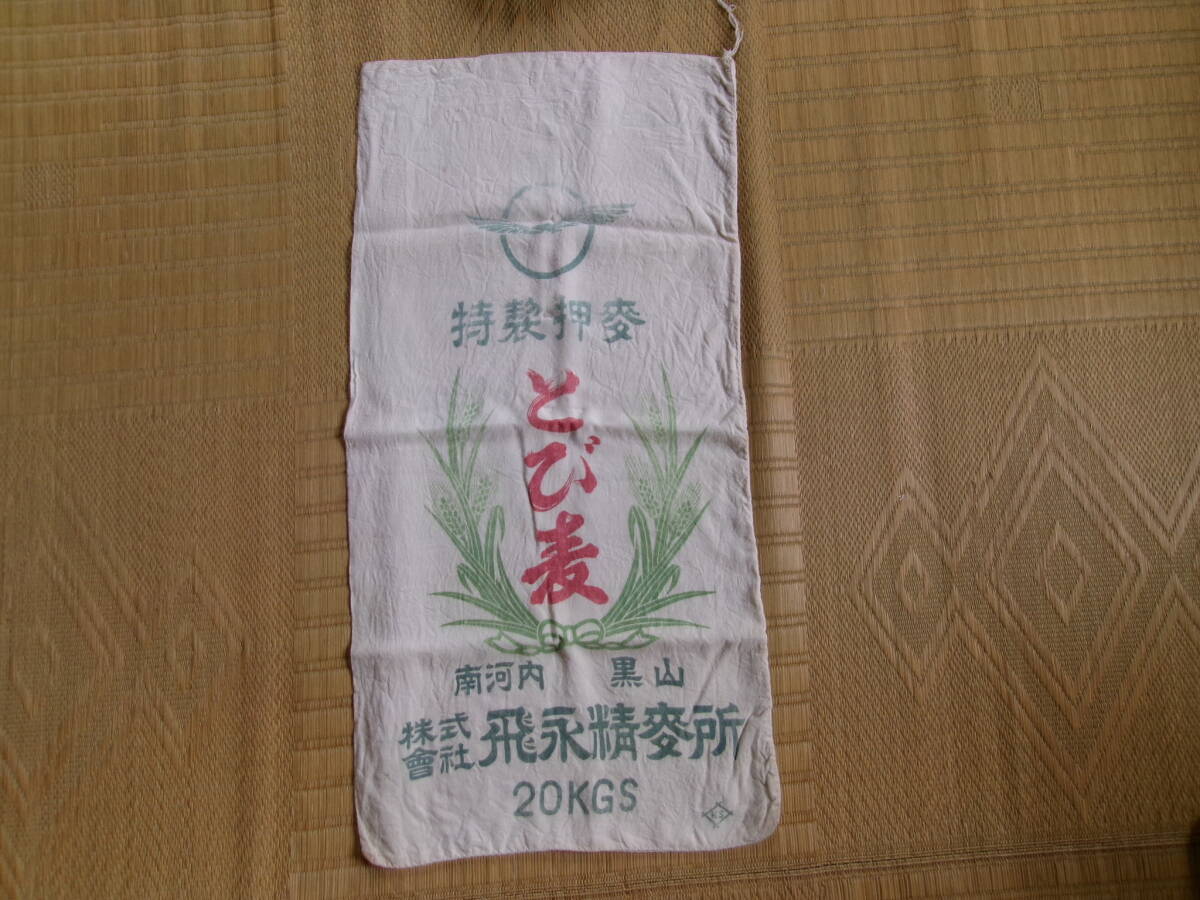 特製押麥
とび麦
南河内 黒山
株式會社 飛永精麥所
20KGS